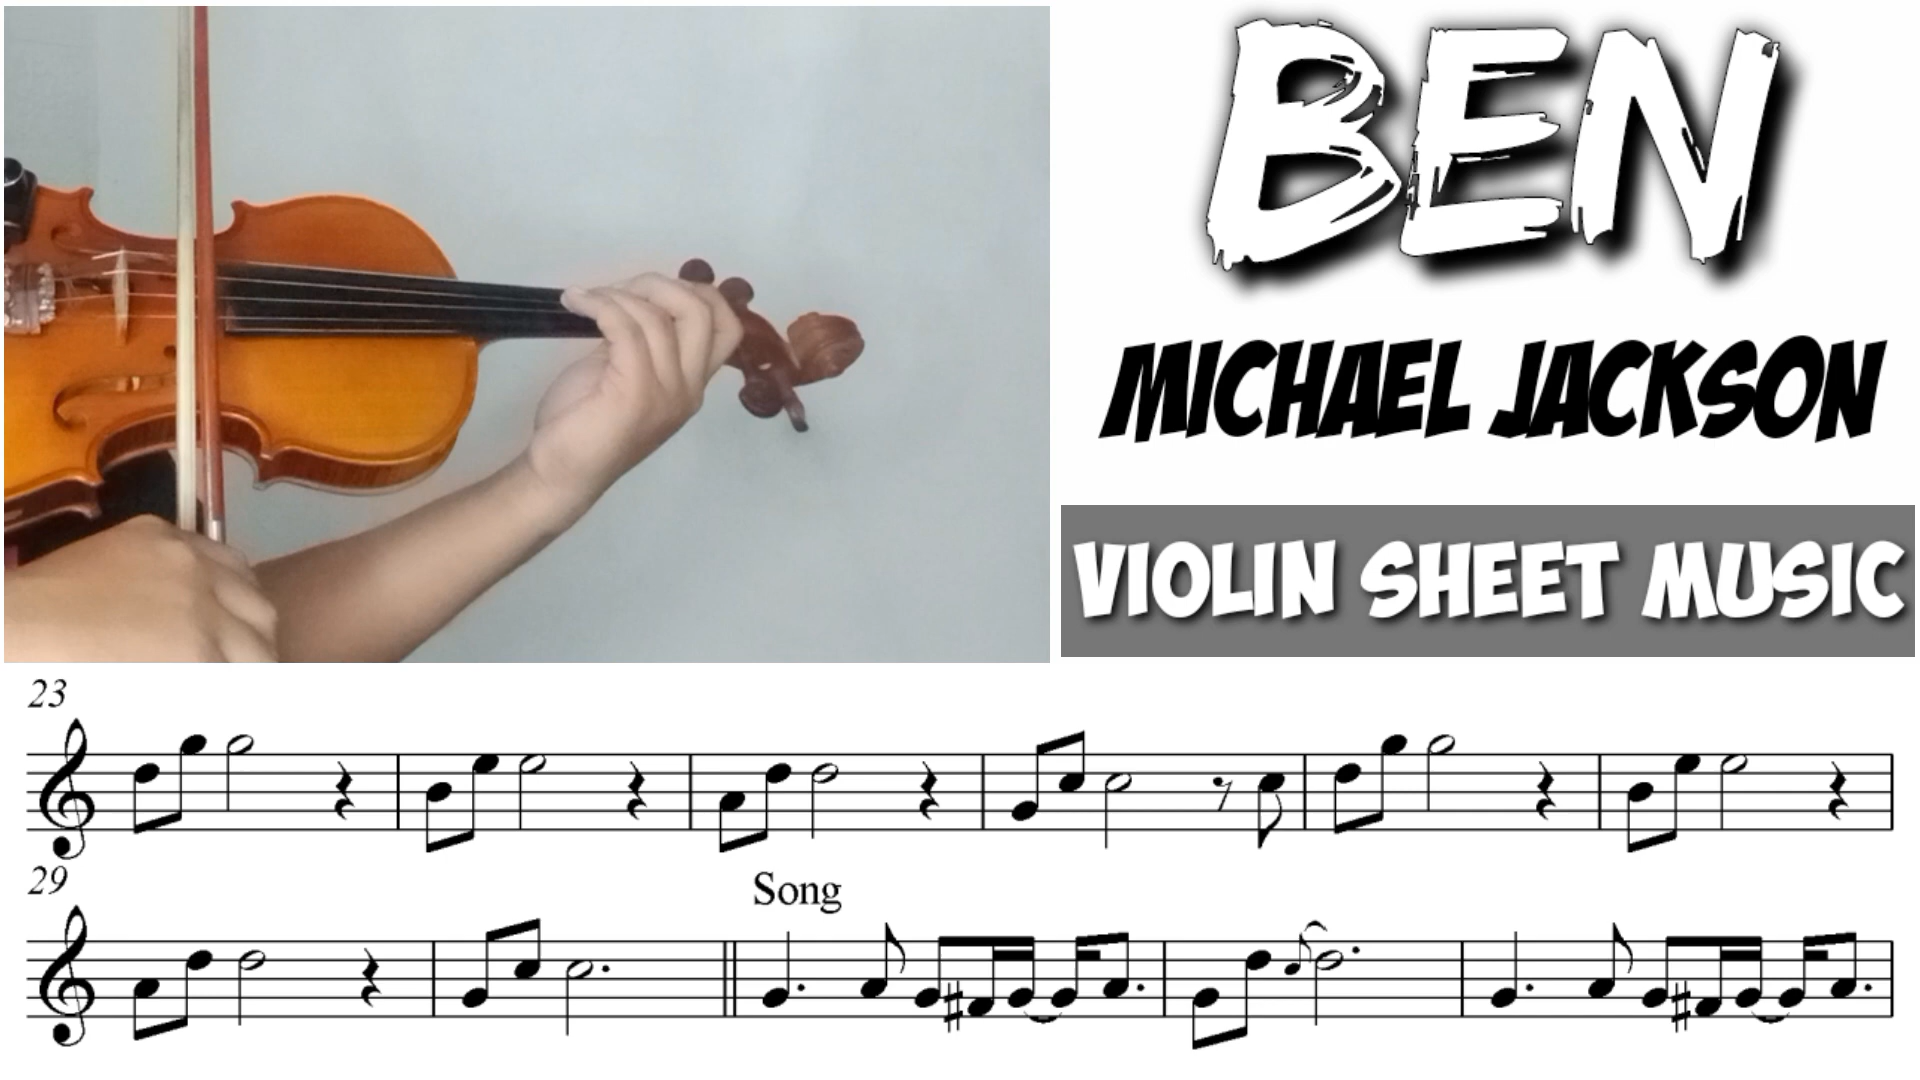 BEN
MICHAEL JACKSON
VIOLIN SHEET MUSIC
23
29
Song